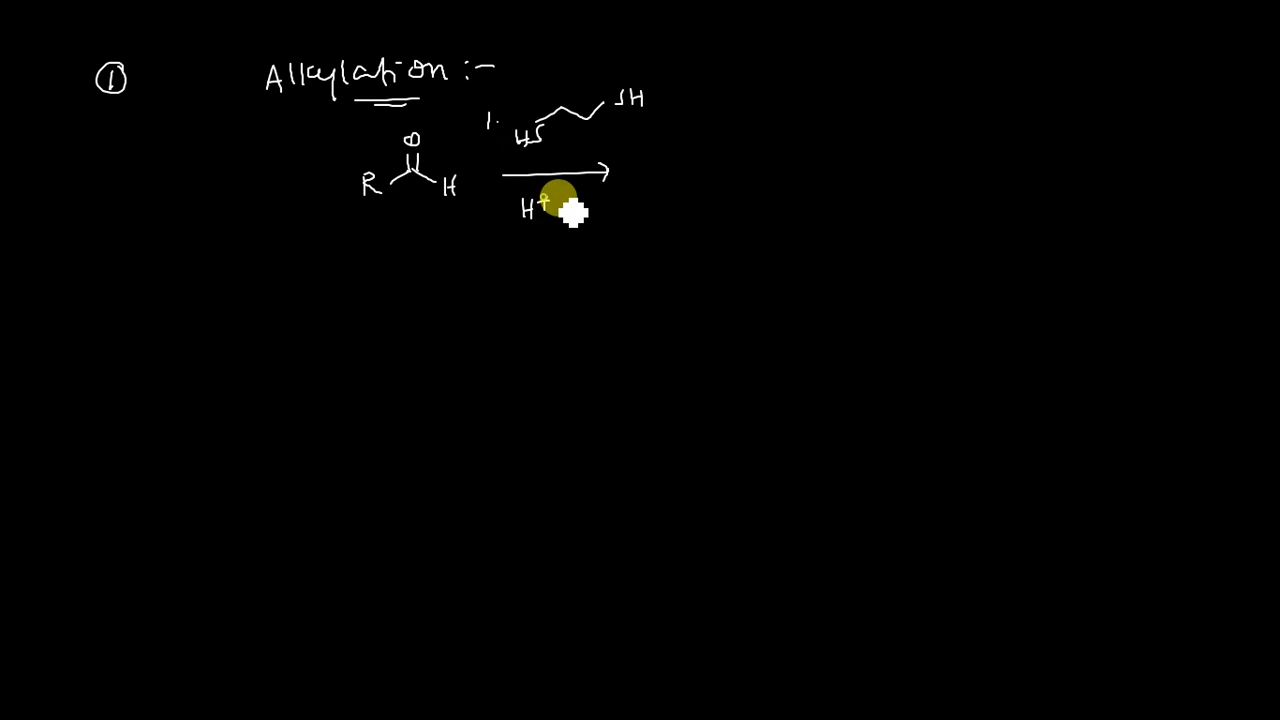 ① Alkylation :-
1. HS SH
O
R H
H+